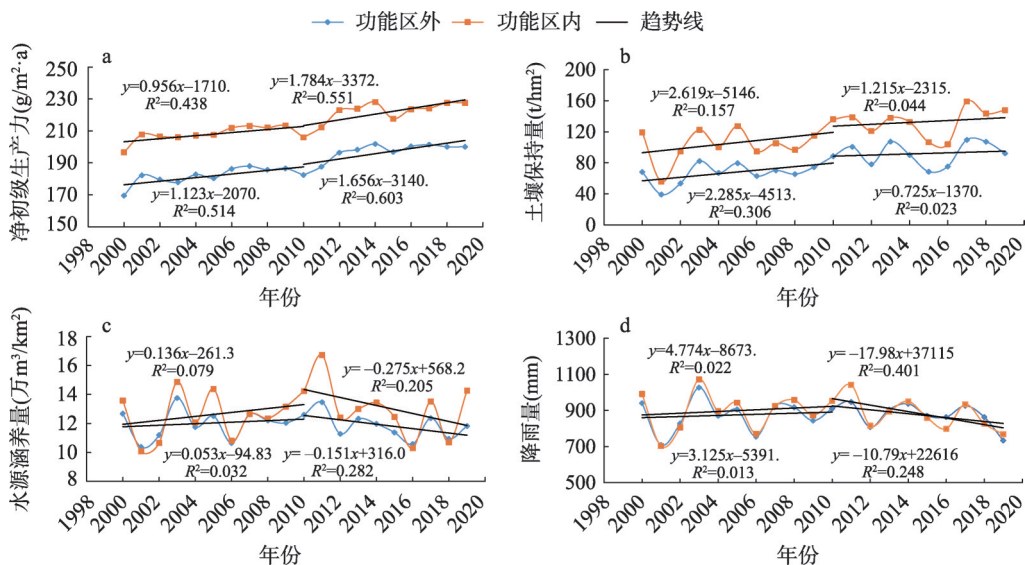 功能区外 功能区内 趋势线
a
净初级生产力(g/m²·a)
250
230
210
190
170
150
y=0.956x–1710.
R²=0.438
y=1.784x–3372.
R²=0.551
y=1.123x–2070.
R²=0.514
y=1.656x–3140.
R²=0.603
1998 2000 2002 2004 2006 2008 2010 2012 2014 2016 2018 2020
年份
b
土壤保持量(t/hm²)
200
160
120
80
40
0
y=2.619x–5146.
R²=0.157
y=1.215x–2315.
R²=0.044
y=2.285x–4513.
R²=0.306
y=0.725x–1370.
R²=0.023
1998 2000 2002 2004 2006 2008 2010 2012 2014 2016 2018 2020
年份
c
水源涵养量(万m³/km²)
18
16
14
12
10
8
y=0.136x–261.3
R²=0.079
y= –0.275x+568.2
R²=0.205
y=0.053x–94.83
R²=0.032
y= –0.151x+316.0
R²=0.282
1998 2000 2002 2004 2006 2008 2010 2012 2014 2016 2018 2020
年份
d
降雨量(mm)
1300
1100
900
700
500
y=4.774x–8673.
R²=0.022
y= –17.98x+37115
R²=0.401
y=3.125x–5391.
R²=0.013
y= –10.79x+22616
R²=0.248
1998 2000 2002 2004 2006 2008 2010 2012 2014 2016 2018 2020
年份